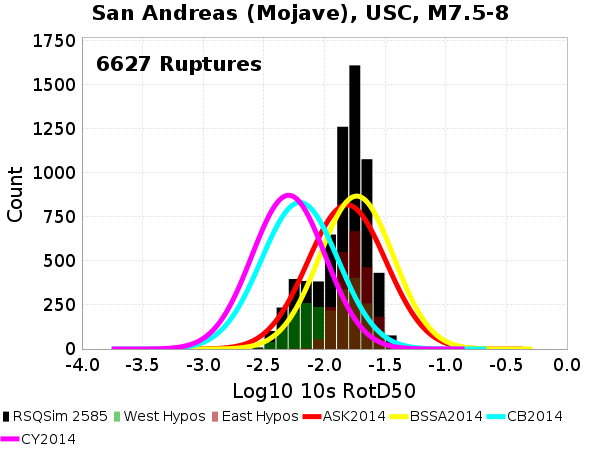 San Andreas (Mojave), USC, M7.5-8
6627 Ruptures
1750
1500
1250
1000
750
500
250
0
Count
-4.0 -3.5 -3.0 -2.5 -2.0 -1.5 -1.0 -0.5 0.0
Log10 10s RotD50
RSQSim 2585 West Hypos East Hypos ASK2014 BSSA2014 CB2014
CY2014